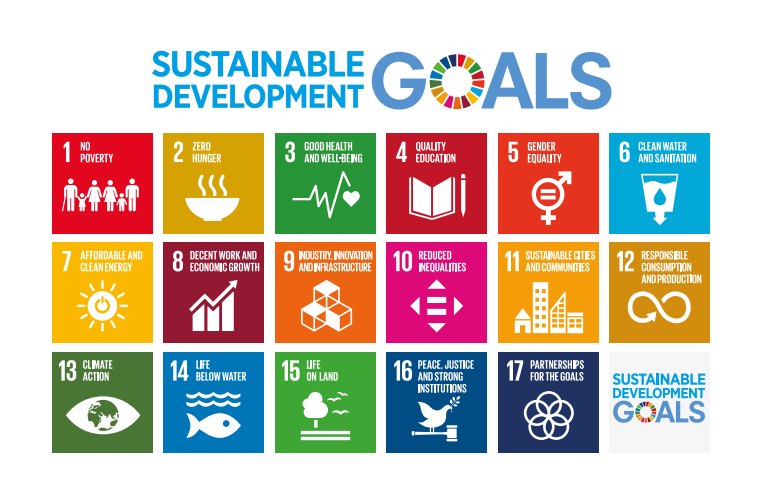 SUSTAINABLE
DEVELOPMENT
GOALS
1 NO
POVERTY
2 ZERO
HUNGER
3 GOOD HEALTH
AND WELL-BEING
4 QUALITY
EDUCATION
5 GENDER
EQUALITY
6 CLEAN WATER
AND SANITATION
7 AFFORDABLE AND
CLEAN ENERGY
8 DECENT WORK AND
ECONOMIC GROWTH
9 INDUSTRY, INNOVATION
AND INFRASTRUCTURE
10 REDUCED
INEQUALITIES
11 SUSTAINABLE CITIES
AND COMMUNITIES
12 RESPONSIBLE
CONSUMPTION
AND PRODUCTION
13 CLIMATE
ACTION
14 LIFE
BELOW WATER
15 LIFE
ON LAND
16 PEACE, JUSTICE
AND STRONG
INSTITUTIONS
17 PARTNERSHIPS
FOR THE GOALS
SUSTAINABLE
DEVELOPMENT
GOALS